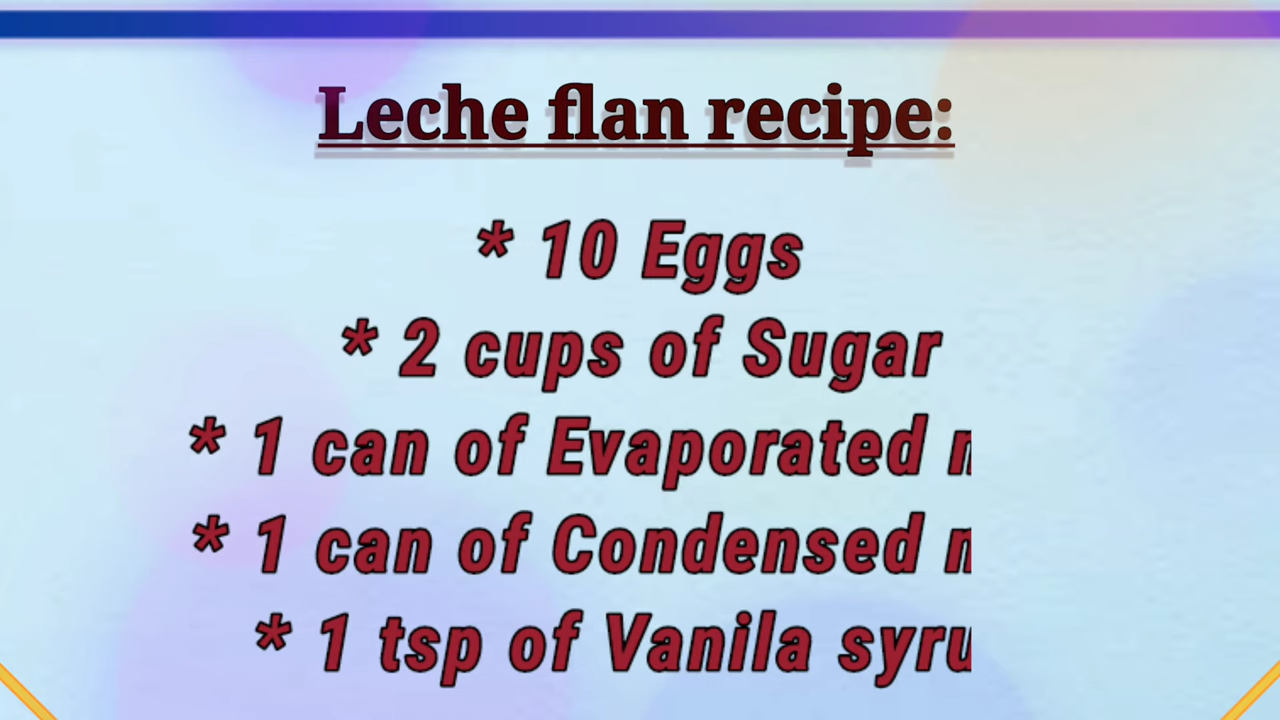 Leche flan recipe:
* 10 Eggs
* 2 cups of Sugar
* 1 can of Evaporated
* 1 can of Condensed
* 1 tsp of Vanila